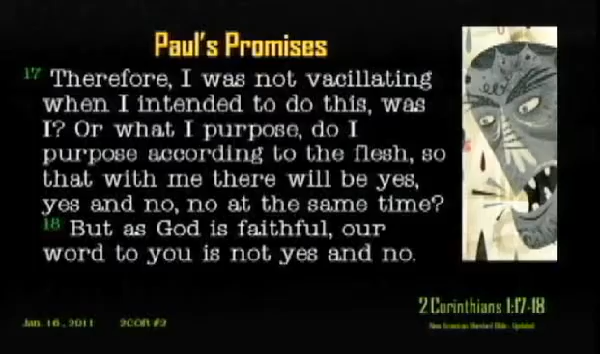 Paul's Promises
17 Therefore, I was not vacillating
when I intended to do this, was
I? Or what I purpose, do I
purpose according to the flesh, so
that with me there will be yes,
yes and no, no at the same time?
18 But as God is faithful, our
word to you is not yes and no.
2 Corinthians 1:17-18
New American Standard Bible - Updated
Jan. 16, 2011 2COR #2